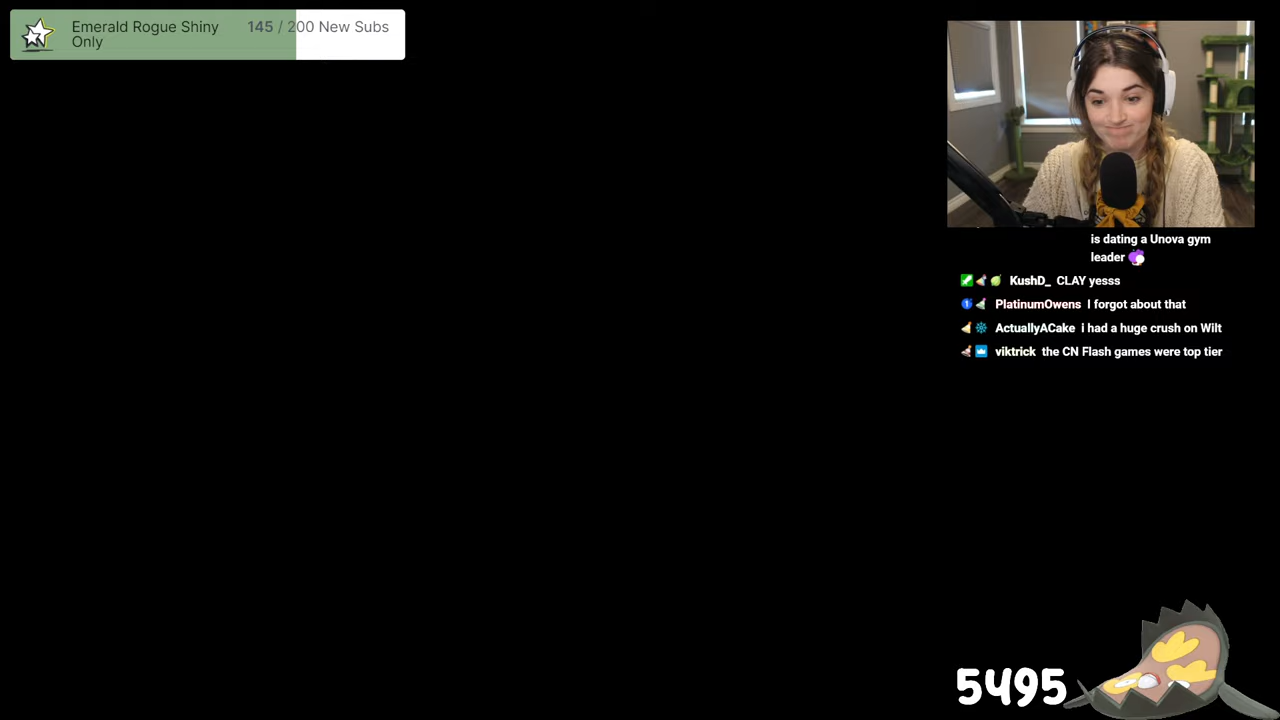 Emerald Rogue Shiny Only
145 / 200 New Subs
is dating a Unova gym
leader
KushD_ CLAY yesss
PlatinumOwens I forgot about that
ActuallyACake i had a huge crush on Wilt
viktrick the CN Flash games were top tier
5495